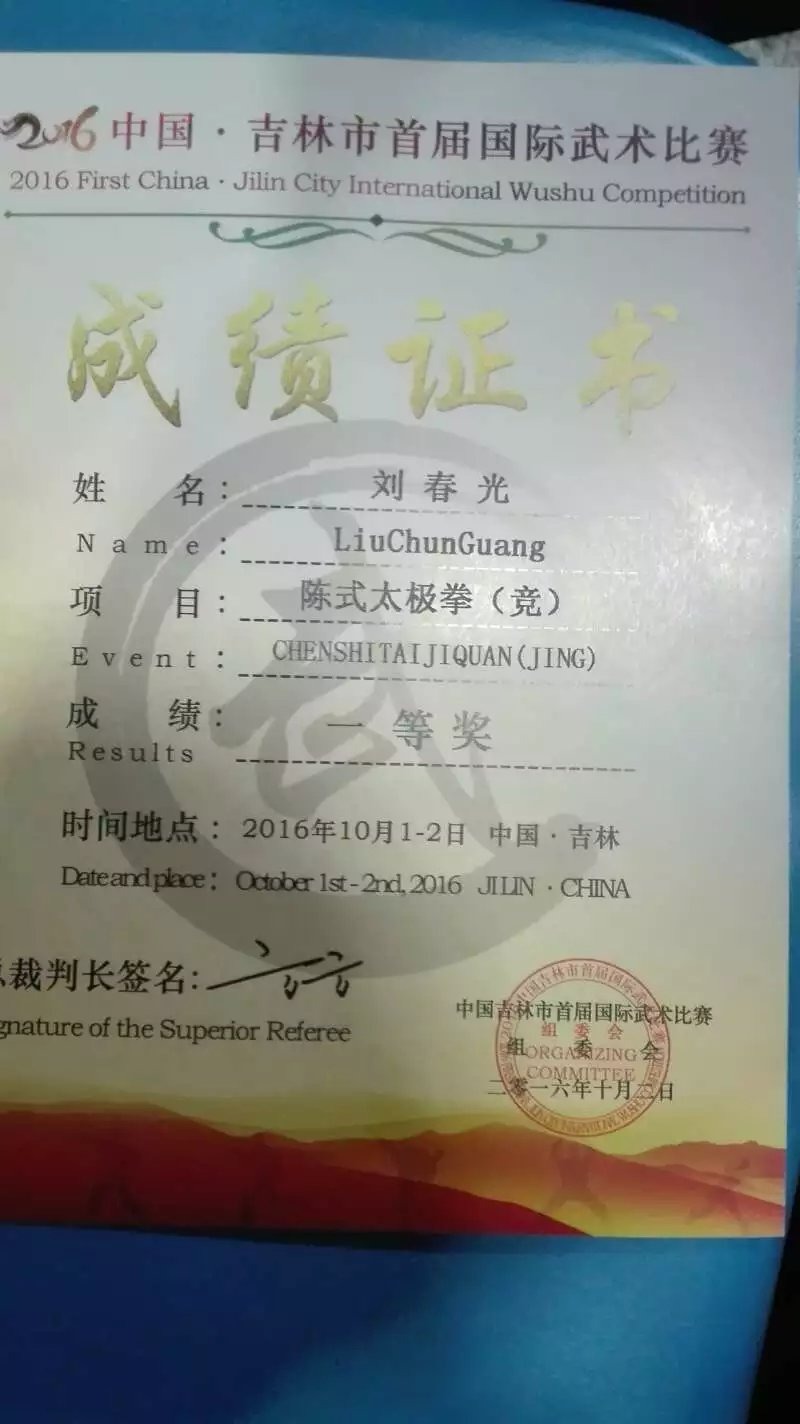 2016 中国·吉林市首届国际武术比赛
2016 First China · Jilin City International Wushu Competition
成绩证书
姓 名： 刘春光
Name： LiuChunGuang
项 目： 陈式太极拳（竞）
Event： CHENSHITAIJIQUAN(JING)
成 绩： 一等奖
Results
时间地点： 2016年10月1-2日 中国·吉林
Date and place： October 1st-2nd, 2016 JILIN · CHINA
裁判长签名:
gnature of the Superior Referee
中国吉林市首届国际武术比赛
组 委 会
二零一六年十月二日
组 委 会
ORGANIZING
COMMITTEE